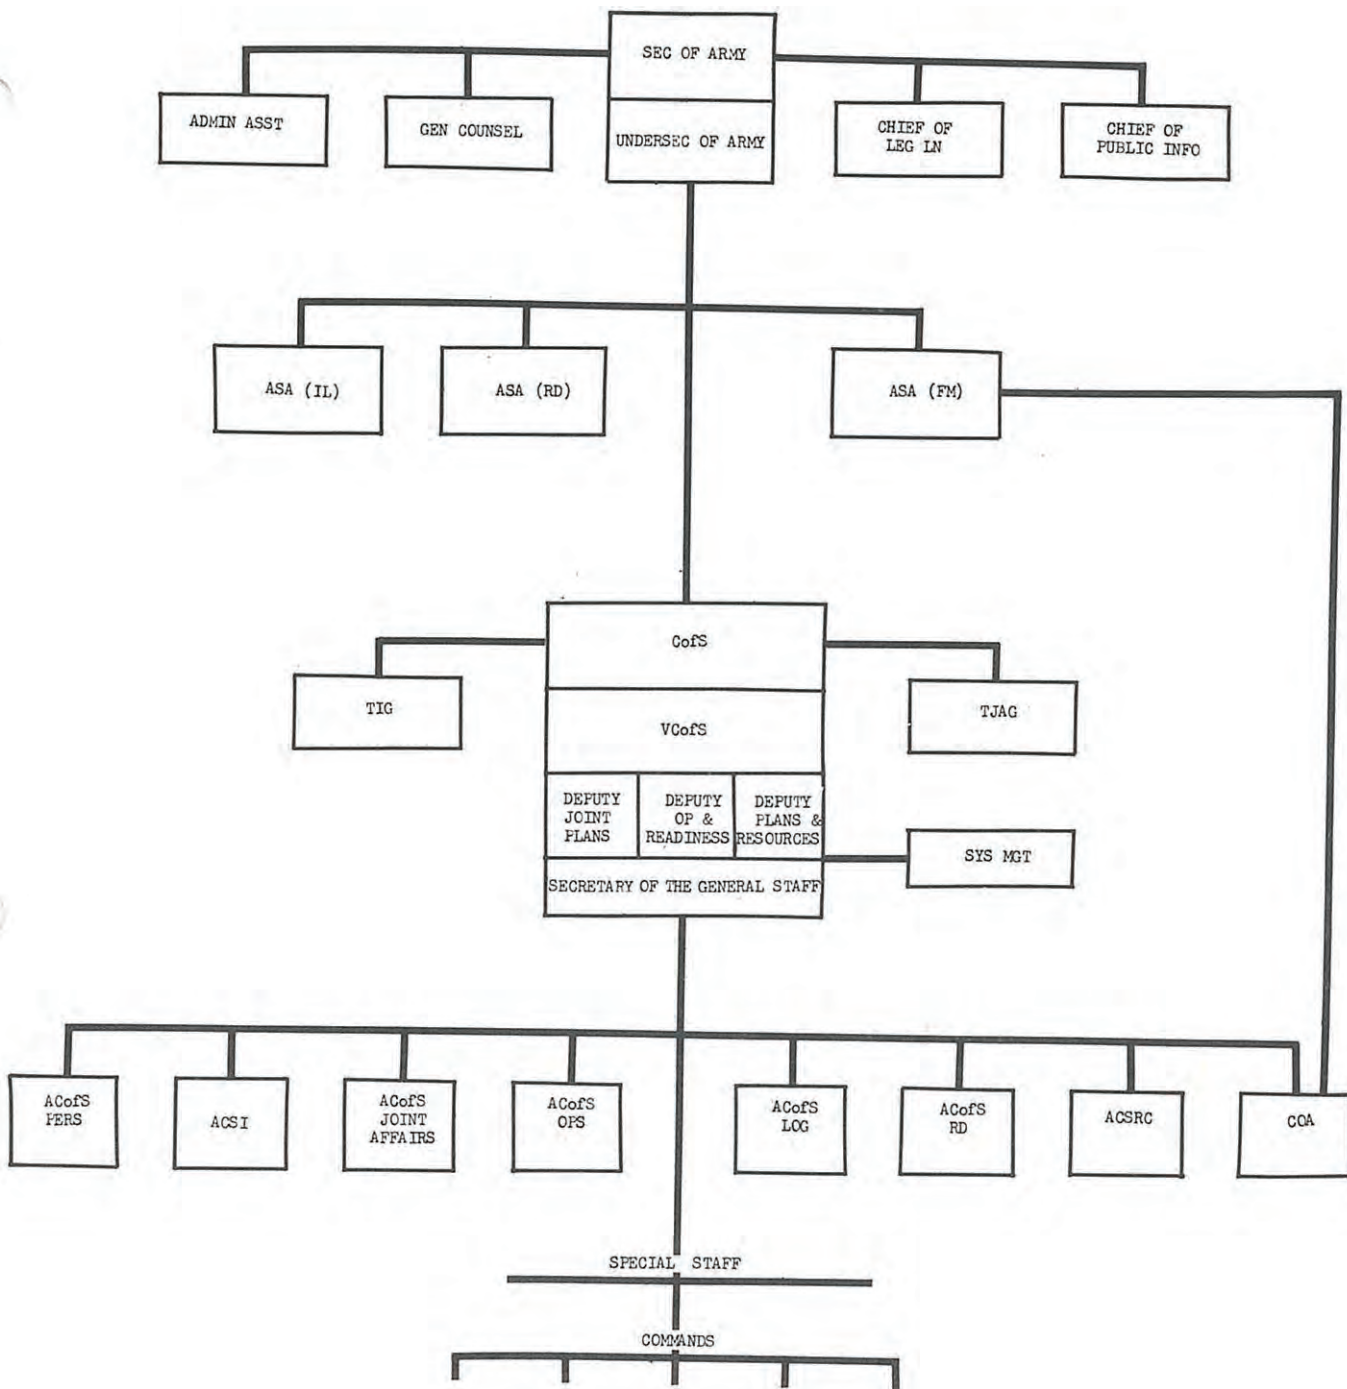 SEC OF ARMY
ADMIN ASST
GEN COUNSEL
UNDERSEC OF ARMY
CHIEF OF
LEG LN
CHIEF OF
PUBLIC INFO
ASA (IL)
ASA (RD)
ASA (FM)
CofS
TIG
TJAG
VCofS
DEPUTY
JOINT
PLANS
DEPUTY
OP &
READINESS
DEPUTY
PLANS &
RESOURCES
SYS MGT
SECRETARY OF THE GENERAL STAFF
ACofS
PERS
ACSI
ACofS
JOINT
AFFAIRS
ACofS
OPS
ACofS
LOG
ACofS
RD
ACSRC
COA
SPECIAL STAFF
COMMANDS